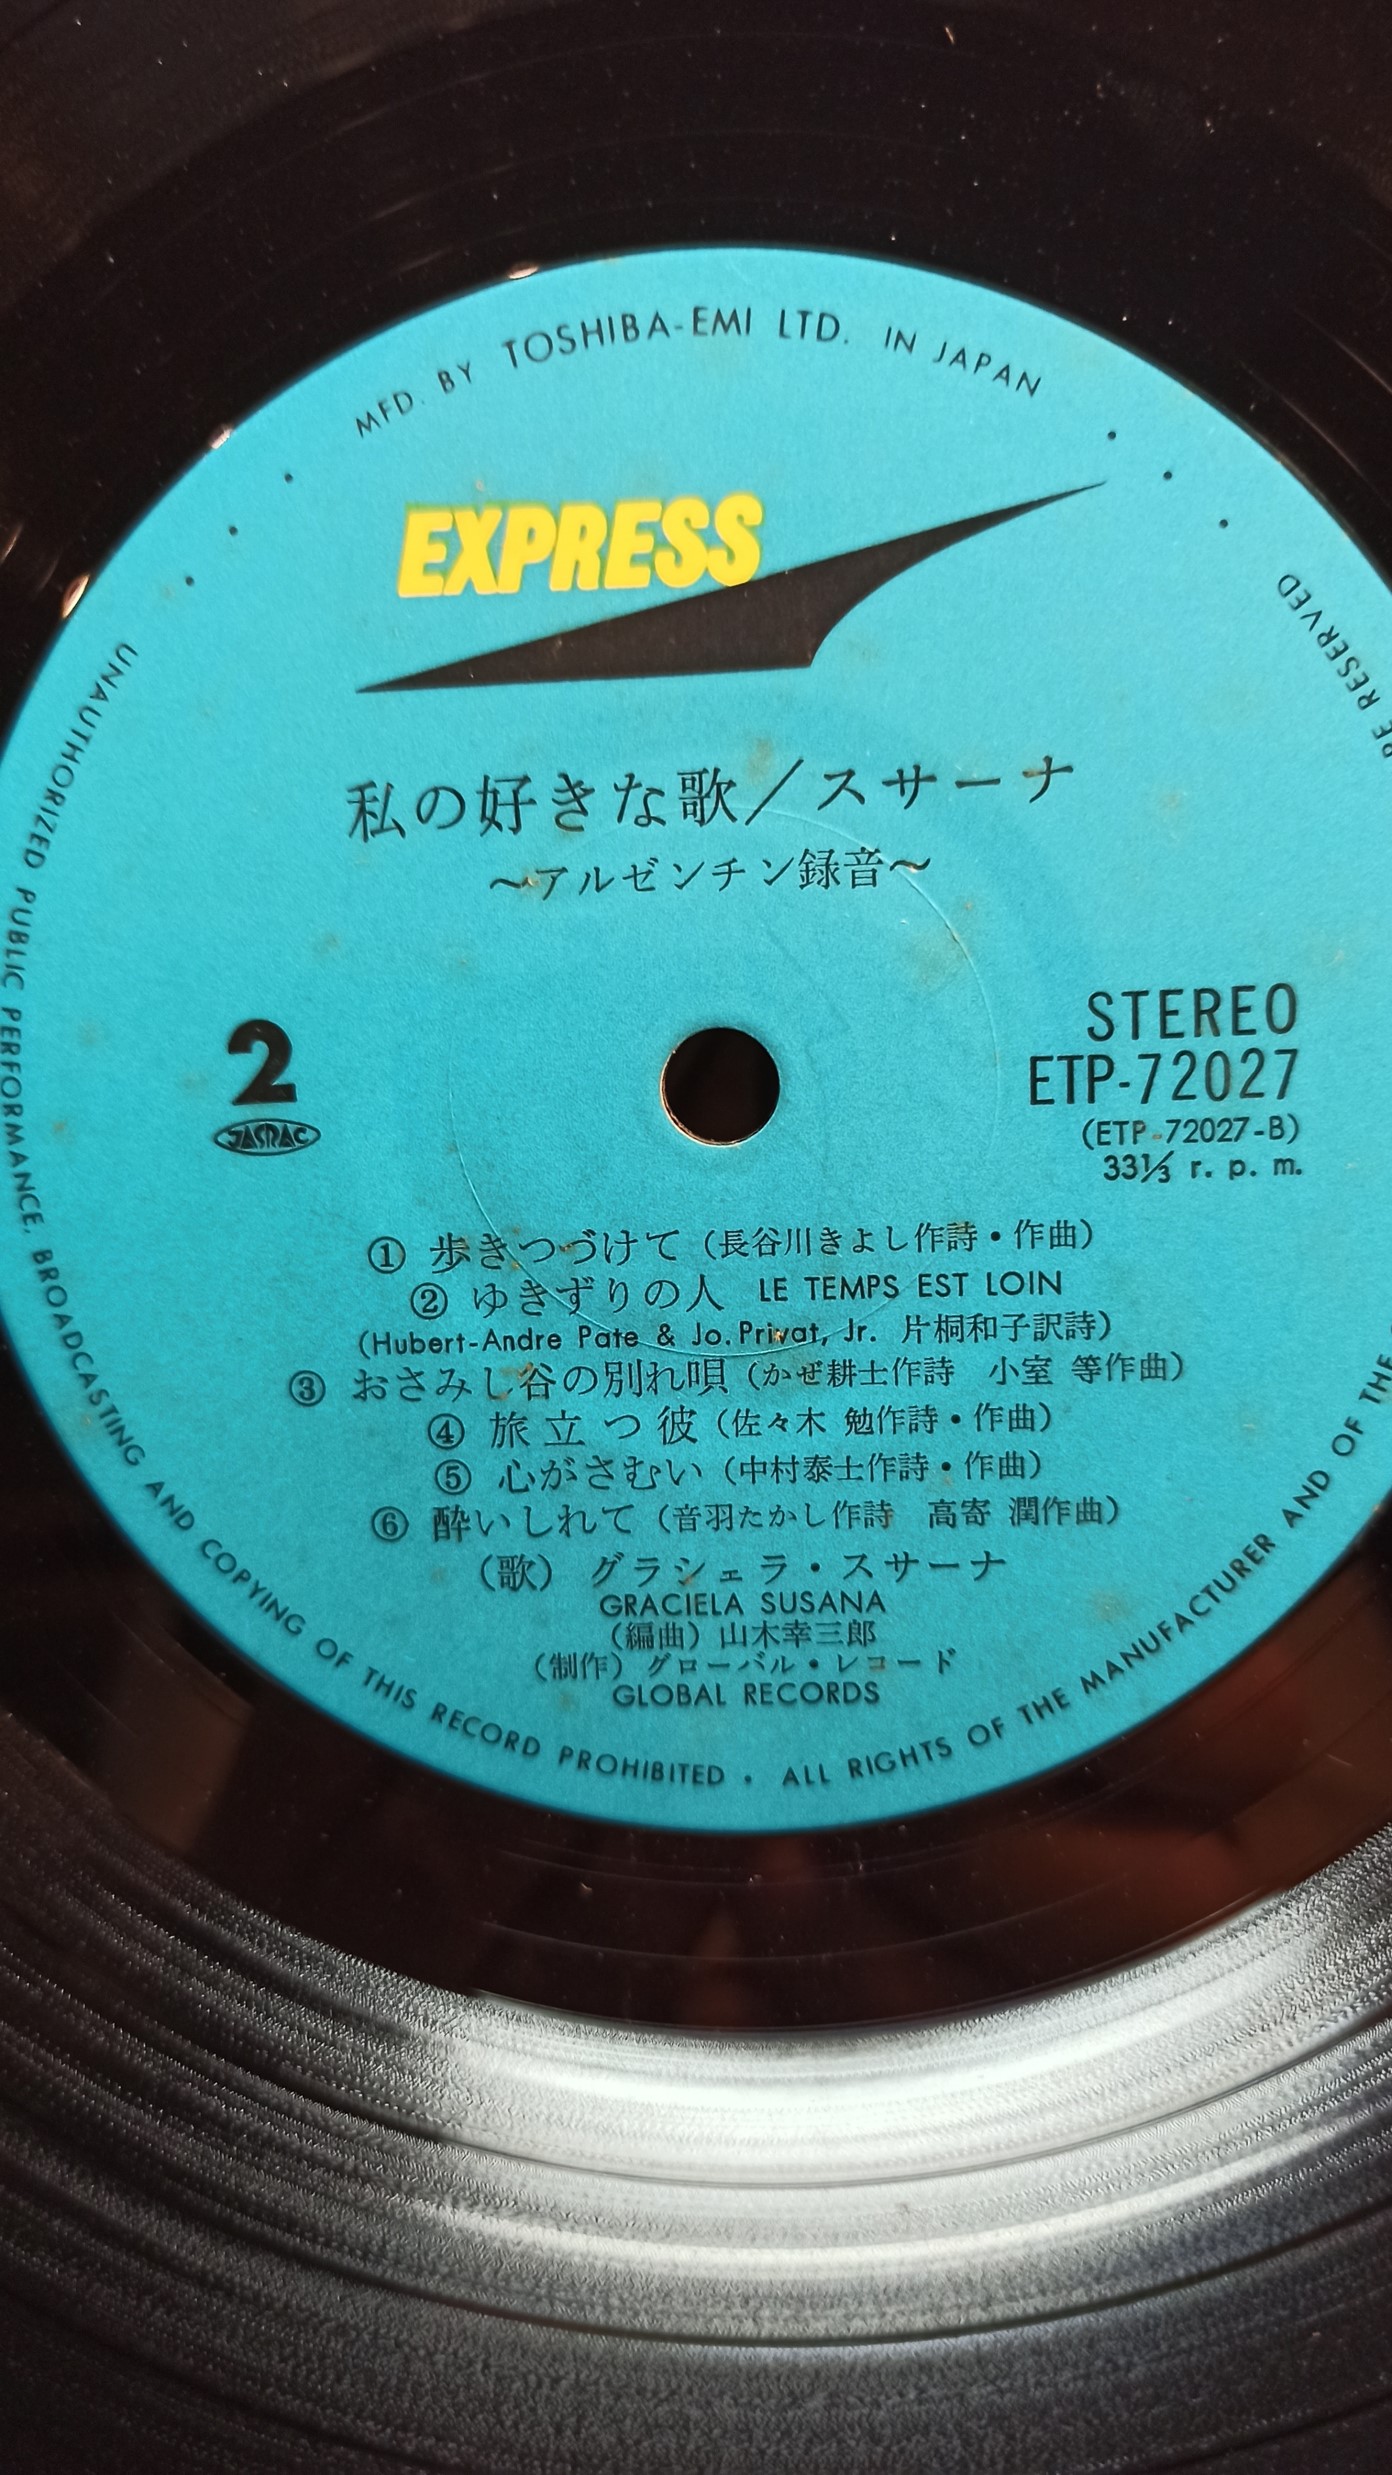 MFD. BY TOSHIBA-EMI LTD. IN JAPAN
EXPRESS
私の好きな歌／スサーナ
〜アルゼンチン録音〜
2
JASRAC
STEREO
ETP-72027
(ETP-72027-B)
33⅓ r. p. m.
① 歩きつづけて（長谷川きよし作詩・作曲）
② ゆきずりの人 LE TEMPS EST LOIN
(Hubert-Andre Pate & Jo. Privat, Jr. 片桐和子訳詩)
③ おさみし谷の別れ唄（かぜ耕士作詩 小室 等作曲）
④ 旅立つ彼（佐々木 勉作詩・作曲）
⑤ 心がさむい（中村泰士作詩・作曲）
⑥ 酔いしれて（音羽たかし作詩 高寄 潤作曲）
（歌）グラシェラ・スサーナ
GRACIELA SUSANA
（編曲）山木幸三郎
（制作）グローバル・レコード
GLOBAL RECORDS
UNAUTHORIZED PUBLIC PERFORMANCE, BROADCASTING AND COPYING OF THIS RECORD PROHIBITED • ALL RIGHTS OF THE MANUFACTURER AND OF THE
RE RESERVED